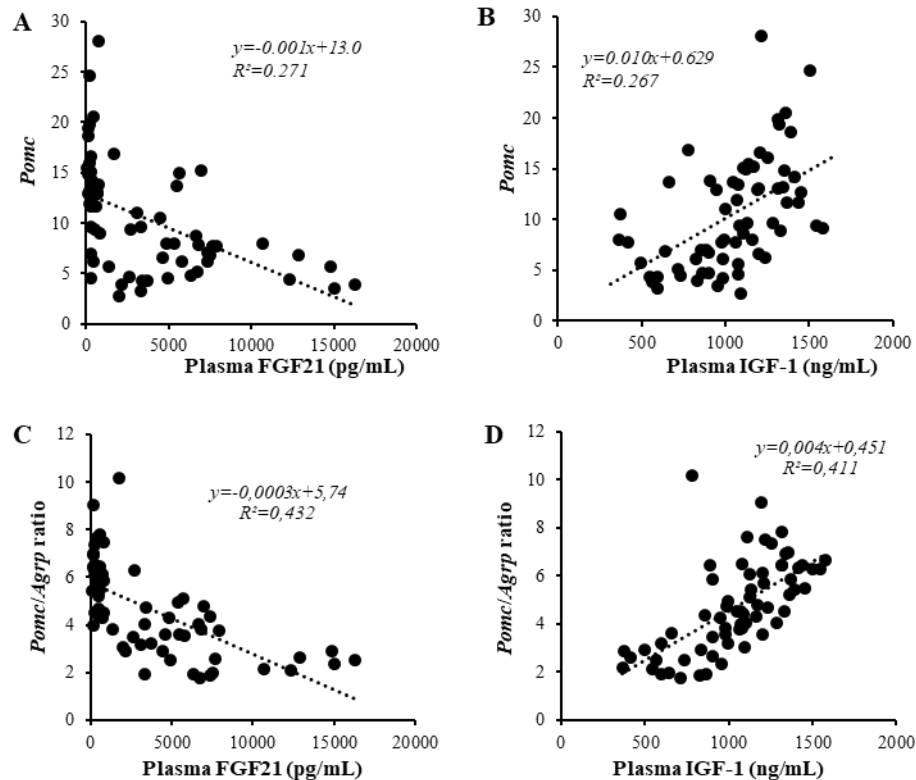 A
y=-0.001x+13.0
R²=0.271
30
25
20
15
10
5
0
Pomc
0
5000
10000
15000
20000
Plasma FGF21 (pg/mL)
B
y=0.010x+0.629
R²=0.267
30
25
20
15
10
5
0
Pomc
0
500
1000
1500
2000
Plasma IGF-1 (ng/mL)
C
y=-0,0003x+5,74
R²=0,432
12
10
8
6
4
2
0
Pomc/Agrp ratio
0
5000
10000
15000
20000
Plasma FGF21 (pg/mL)
D
y=0,004x+0,451
R²=0,411
12
10
8
6
4
2
0
Pomc/Agrp ratio
0
500
1000
1500
2000
Plasma IGF-1 (ng/mL)